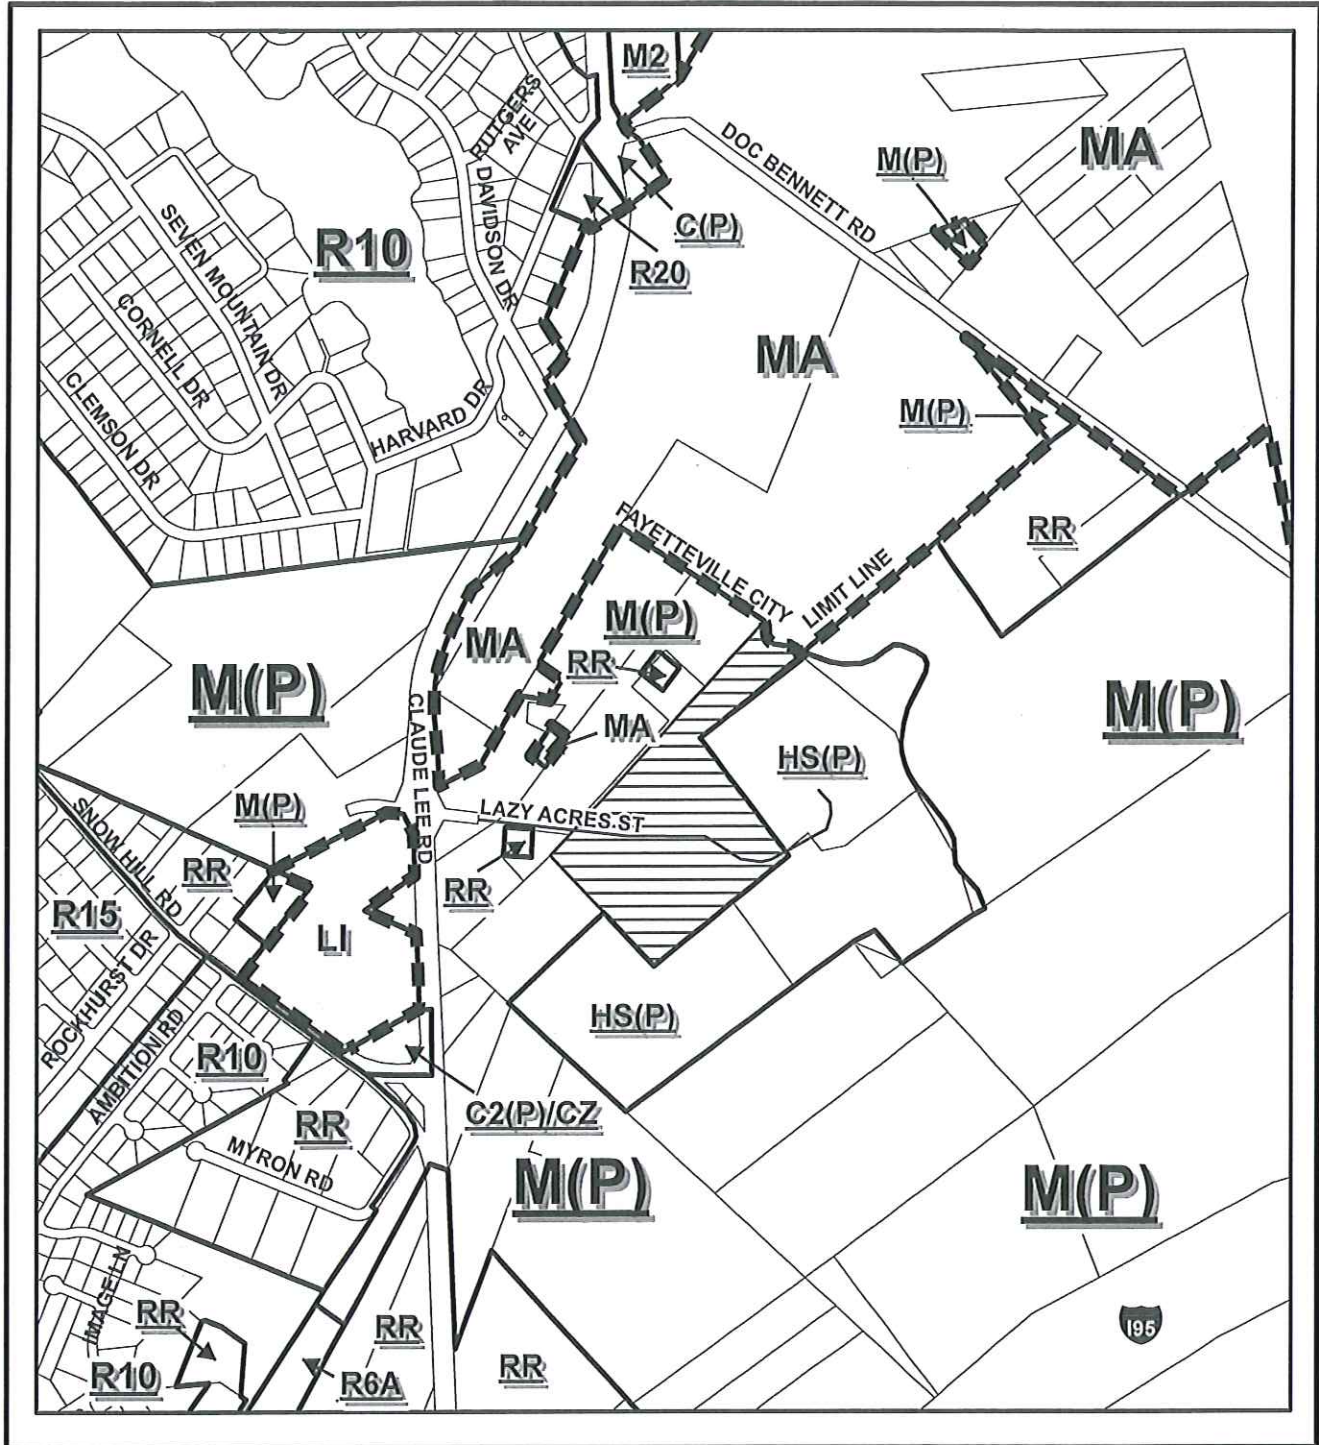 M2
RUTGERS
AVE
DOC BENNETT RD
MA
M(P)
DAVIDSON DR
C(P)
R20
SEVEN MOUNTAIN DR
R10
CORNELL DR
MA
CLEMSON DR
HARVARD DR
M(P)
RR
FAYETTEVILLE CITY
LIMIT LINE
M(P)
MA
RR
M(P)
CLAUDE LEE RD
M(P)
MA
HS(P)
SNOW HILL RD
M(P)
LAZY ACRES ST
RR
RR
R15
LI
ROCKHURST DR
AMBITION RD
HS(P)
R10
C2(P)/CZ
RR
MYRON RD
M(P)
M(P)
IMAGE LN
RR
RR
I95
R10
R6A
RR